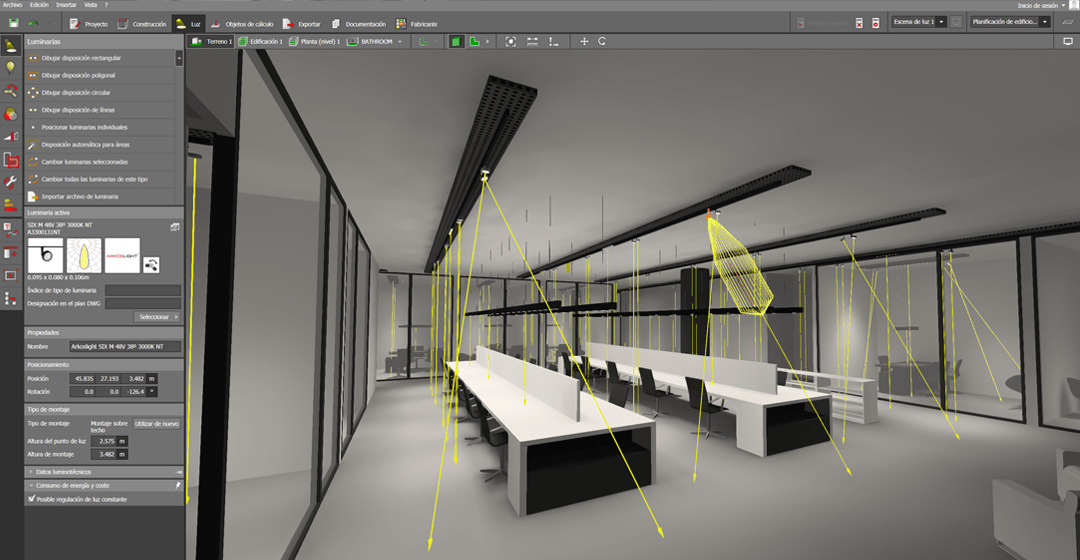 Archivo Edición Insertar Vista ?
Inicio de sesión
Proyecto Construcción Luz Objetos de cálculo Exportar Documentación Fabricante
Escena de luz 1
Planificación de edificio...
Terreno 1 Edificación 1 Planta (nivel) 1 BATHROOM
Luminarias
Dibujar disposición rectangular
Dibujar disposición poligonal
Dibujar disposición circular
Dibujar disposición de líneas
Posicionar luminarias individuales
Disposición automática para áreas
Cambiar luminarias seleccionadas
Cambiar todas las luminarias de este tipo
Importar archivo de luminaria
Luminaria activa
SIX M 48V 38º 3000K NT
A3300131NT
ARKOSLIGHT
0.095 x 0.080 x 0.106m
Índice de tipo de luminaria
Designación en el plan DWG
Seleccionar
Propiedades
Nombre Arkoslight SIX M 48V 38º 3000K NT
Posicionamiento
Posición 45.835 27.193 3.482 m
Rotación 0.0 0.0 -126.4 °
Tipo de montaje
Tipo de montaje Montaje sobre techo Utilizar de nuevo
Altura del punto de luz 2.575 m
Altura de montaje 3.482 m
Datos luminotécnicos
Consumo de energía y coste
Posible regulación de luz constante